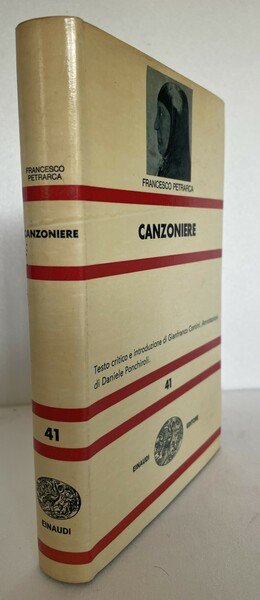 FRANCESCO
PETRARCA
CANZONIERE
41
EINAUDI
FRANCESCO PETRARCA
CANZONIERE
Testo critico e introduzione di Gianfranco Contini. Annotazioni
di Daniele Ponchiroli.
41
EINAUDI EDITORE